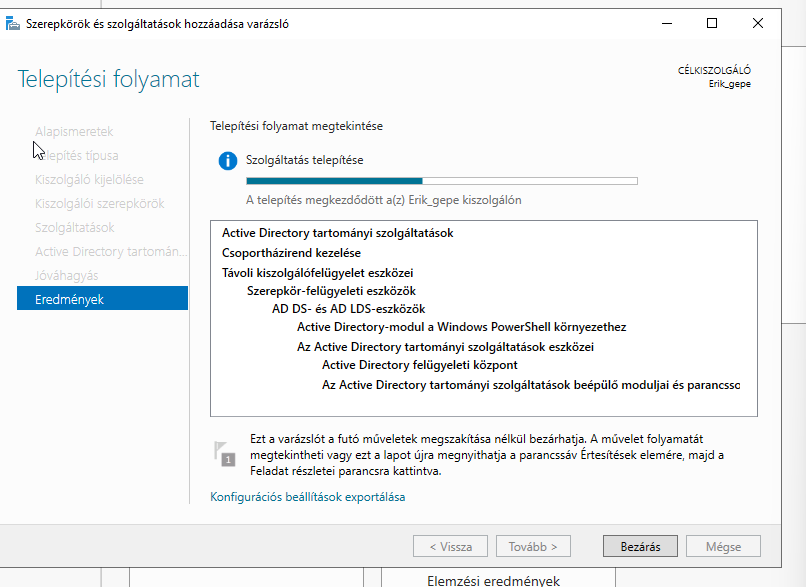 Szerepkörök és szolgáltatások hozzáadása varázsló
Telepítési folyamat
CÉLKISZOLGÁLÓ
Erik_gepe
Alapismeretek
Telepítés típusa
Kiszolgáló kijelölése
Kiszolgálói szerepkörök
Szolgáltatások
Active Directory tartomán...
Jóváhagyás
Eredmények
Telepítési folyamat megtekintése
Szolgáltatás telepítése
A telepítés megkezdődött a(z) Erik_gepe kiszolgálón
Active Directory tartományi szolgáltatások
Csoportházirend kezelése
Távoli kiszolgálófelügyelet eszközei
Szerepkör-felügyeleti eszközök
AD DS- és AD LDS-eszközök
Active Directory-modul a Windows PowerShell környezethez
Az Active Directory tartományi szolgáltatások eszközei
Active Directory felügyeleti központ
Az Active Directory tartományi szolgáltatások beépülő moduljai és parancssc
1
Ezt a varázslót a futó műveletek megszakítása nélkül bezárhatja. A művelet folyamatát
megtekintheti vagy ezt a lapot újra megnyithatja a parancssáv Értesítések elemére, majd a
Feladat részletei parancsra kattintva.
Konfigurációs beállítások exportálása
< Vissza
Tovább >
Bezárás
Mégse
Elemzési eredmények